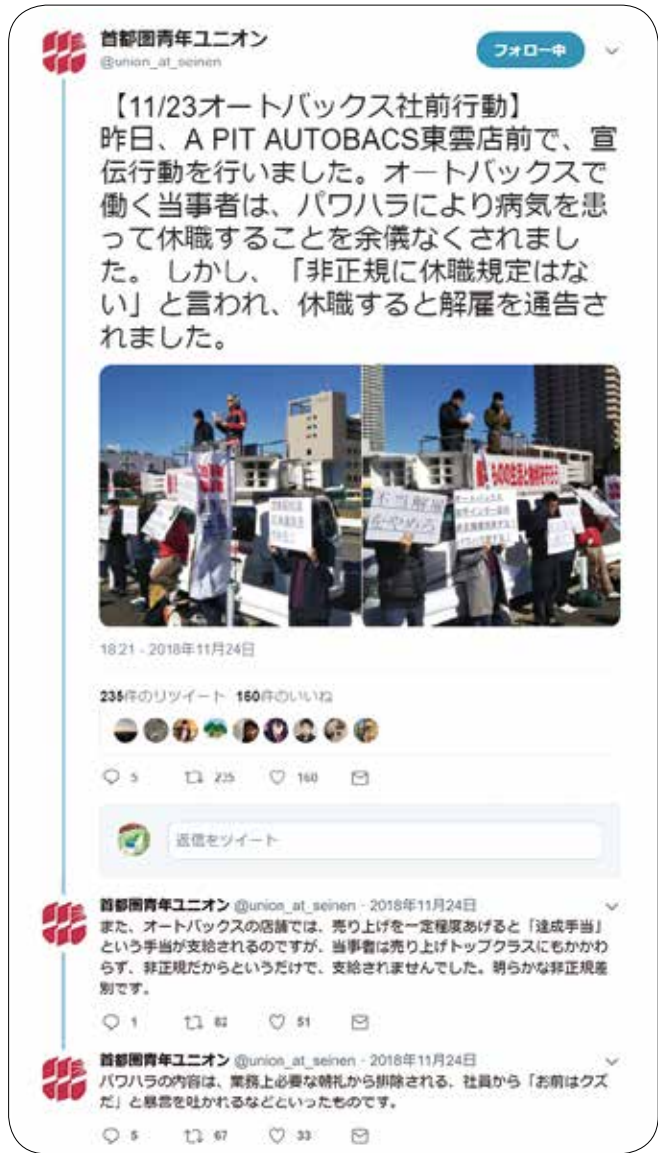 首都圏青年ユニオン
@union_at_seinen
フォロー中
【11/23オートバックス社前行動】
昨日、A PIT AUTOBACS東雲店前で、宣
伝行動を行いました。オートバックスで
働く当事者は、パワハラにより病気を患
って休職することを余儀なくされまし
た。 しかし、「非正規に休職規定はな
い」と言われ、休職すると解雇を通告さ
れました。
不当解雇
をやめろ
18:21 - 2018年11月24日
235件のリツイート 160件のいいね
5 235 160
返信をツイート
首都圏青年ユニオン @union_at_seinen · 2018年11月24日
また、オートバックスの店舗では、売り上げを一定程度あげると「達成手当」
という手当が支給されるのですが、当事者は売り上げトップクラスにもかかわ
らず、非正規だからというだけで、支給されませんでした。明らかな非正規差
別です。
1 82 51
首都圏青年ユニオン @union_at_seinen · 2018年11月24日
パワハラの内容は、業務上必要な朝礼から排除される、社員から「お前はクズ
だ」と暴言を吐かれるなどといったものです。
5 67 33